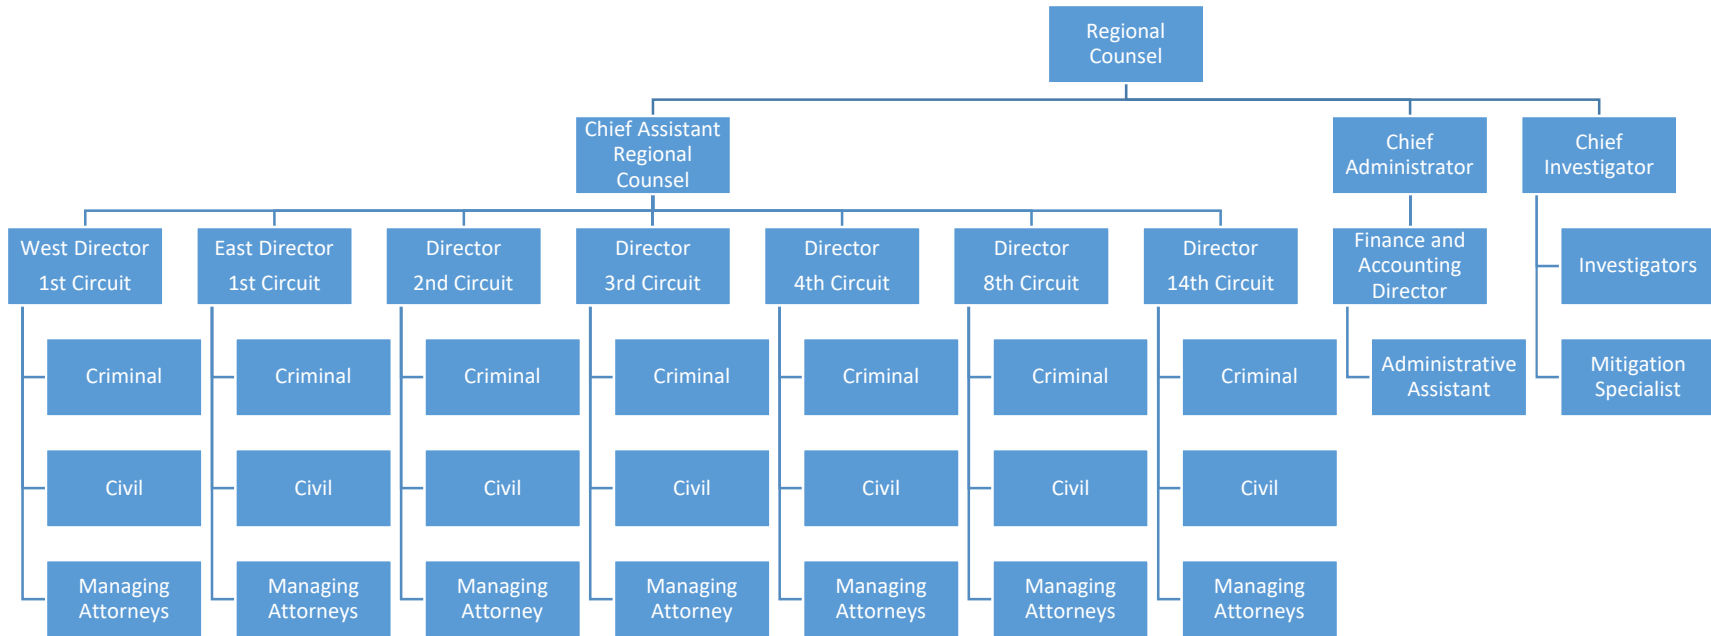 Regional
Counsel
Chief Assistant
Regional
Counsel
Chief
Administrator
Chief
Investigator
West Director
1st Circuit
East Director
1st Circuit
Director
2nd Circuit
Director
3rd Circuit
Director
4th Circuit
Director
8th Circuit
Director
14th Circuit
Finance and
Accounting
Director
Investigators
Criminal
Criminal
Criminal
Criminal
Criminal
Criminal
Criminal
Administrative
Assistant
Mitigation
Specialist
Civil
Civil
Civil
Civil
Civil
Civil
Civil
Managing
Attorneys
Managing
Attorneys
Managing
Attorney
Managing
Attorney
Managing
Attorneys
Managing
Attorneys
Managing
Attorneys